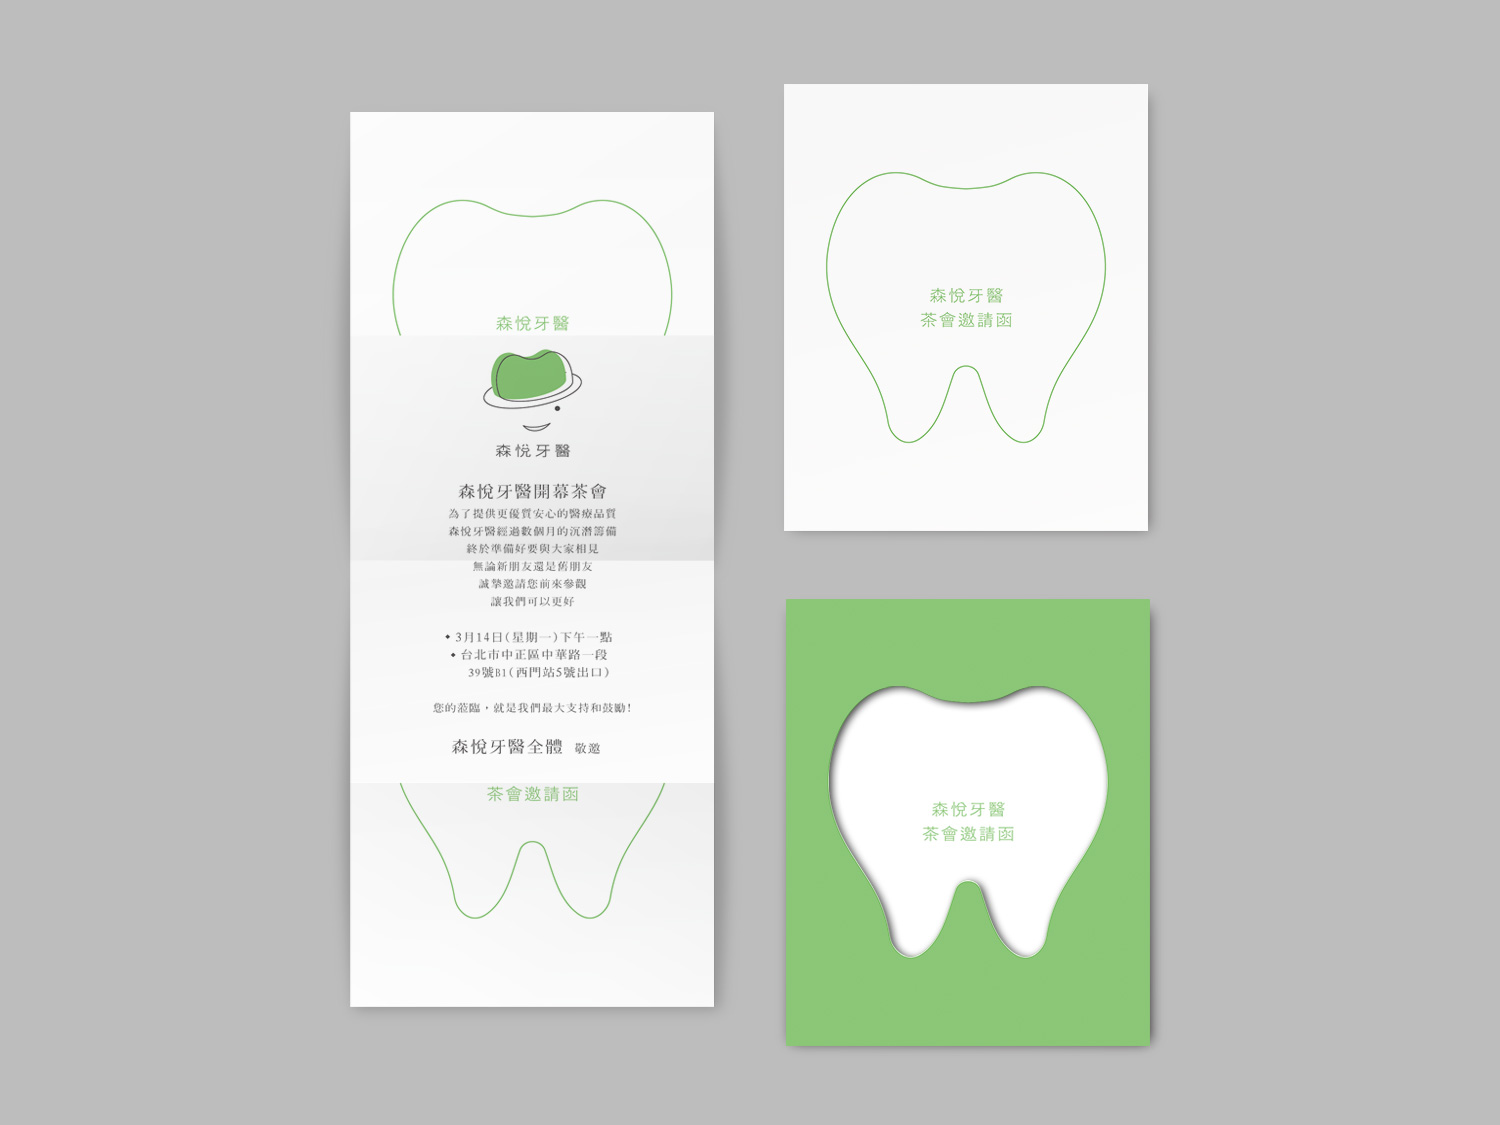 森悅牙醫
森悅牙醫
森悅牙醫開幕茶會
為了提供更優質安心的醫療品質
森悅牙醫經過數個月的沉潛籌備
終於準備好要與大家相見
無論新朋友還是舊朋友
誠摯邀請您前來參觀
讓我們可以更好
◆ 3月14日(星期一)下午一點
◆ 台北市中正區中華路一段
39號B1(西門站5號出口)
您的蒞臨，就是我們最大支持和鼓勵!
森悅牙醫全體 敬邀
茶會邀請函
森悅牙醫
茶會邀請函
森悅牙醫
茶會邀請函